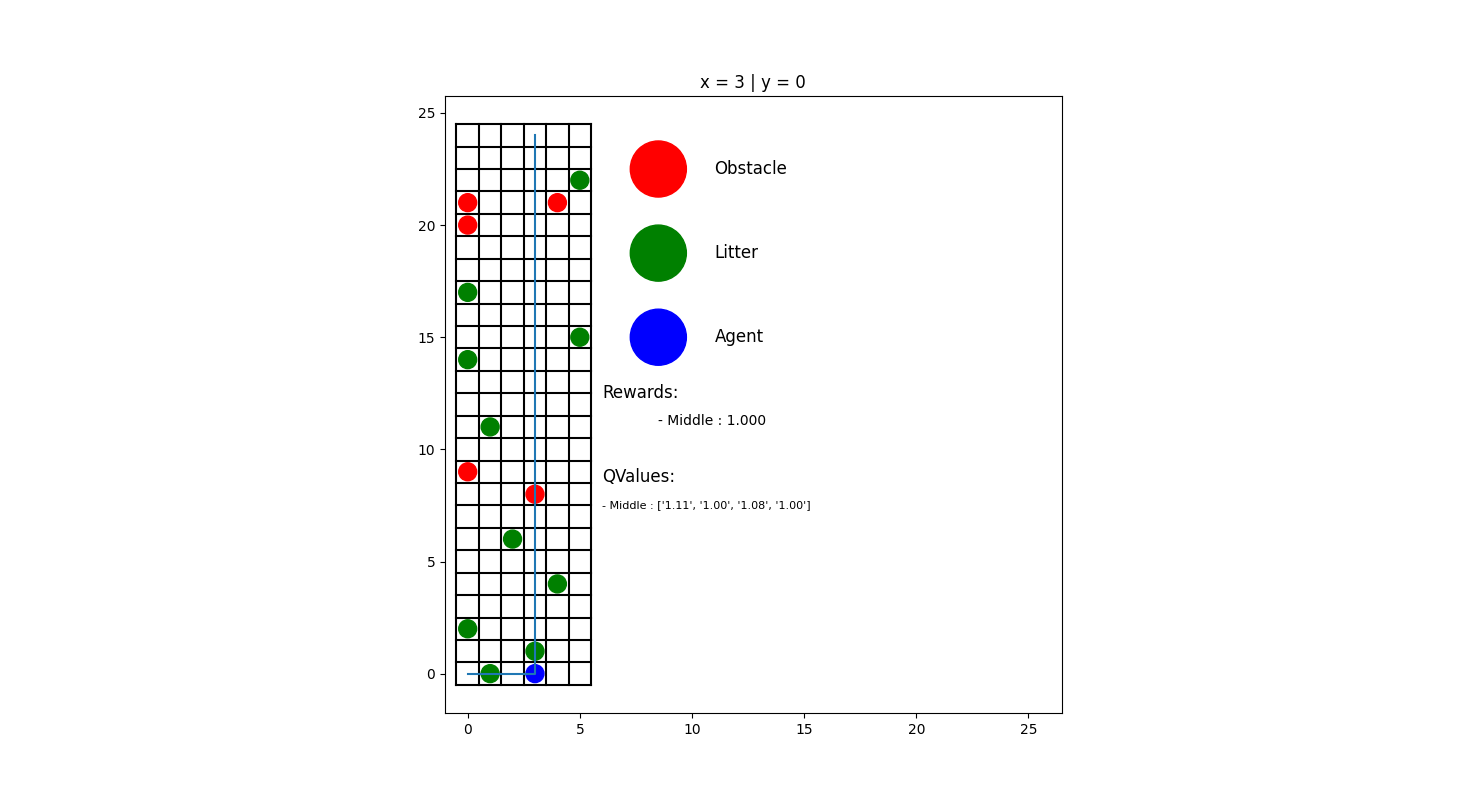 x = 3 | y = 0
25
20
15
10
5
0
Obstacle
Litter
Agent
Rewards:
- Middle : 1.000
QValues:
- Middle : ['1.11', '1.00', '1.08', '1.00']
0 5 10 15 20 25